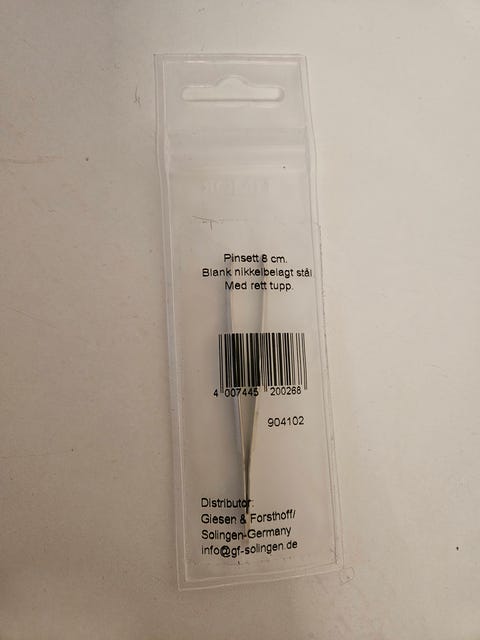 Pinsett 8 cm.
Blank nikkelbelagt stål
Med rett tupp.
4 007445 200268
904102
Distributor:
Giesen & Forsthoff/
Solingen-Germany
info@gf-solingen.de